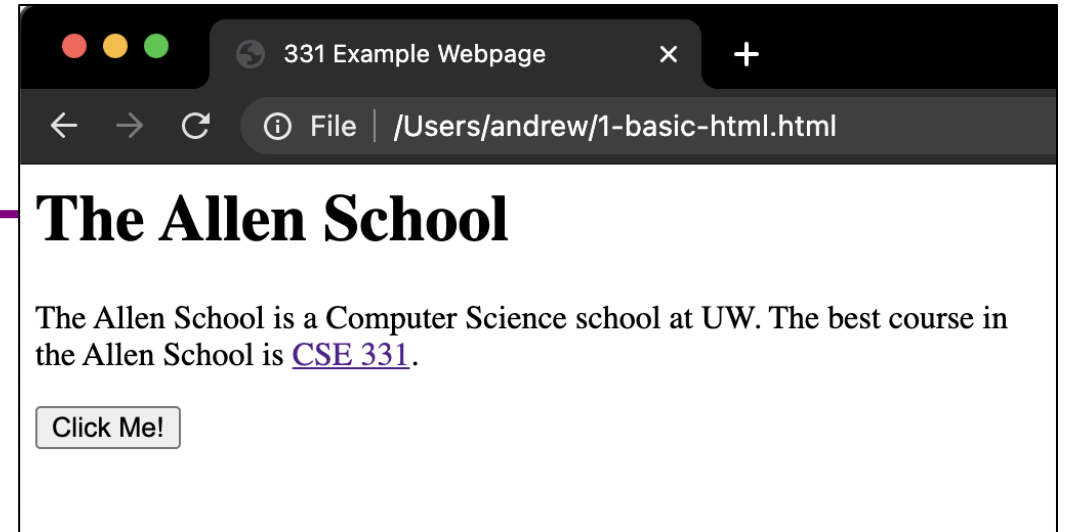 331 Example Webpage
File /Users/andrew/1-basic-html.html
The Allen School
The Allen School is a Computer Science school at UW. The best course in
the Allen School is CSE 331.
Click Me!